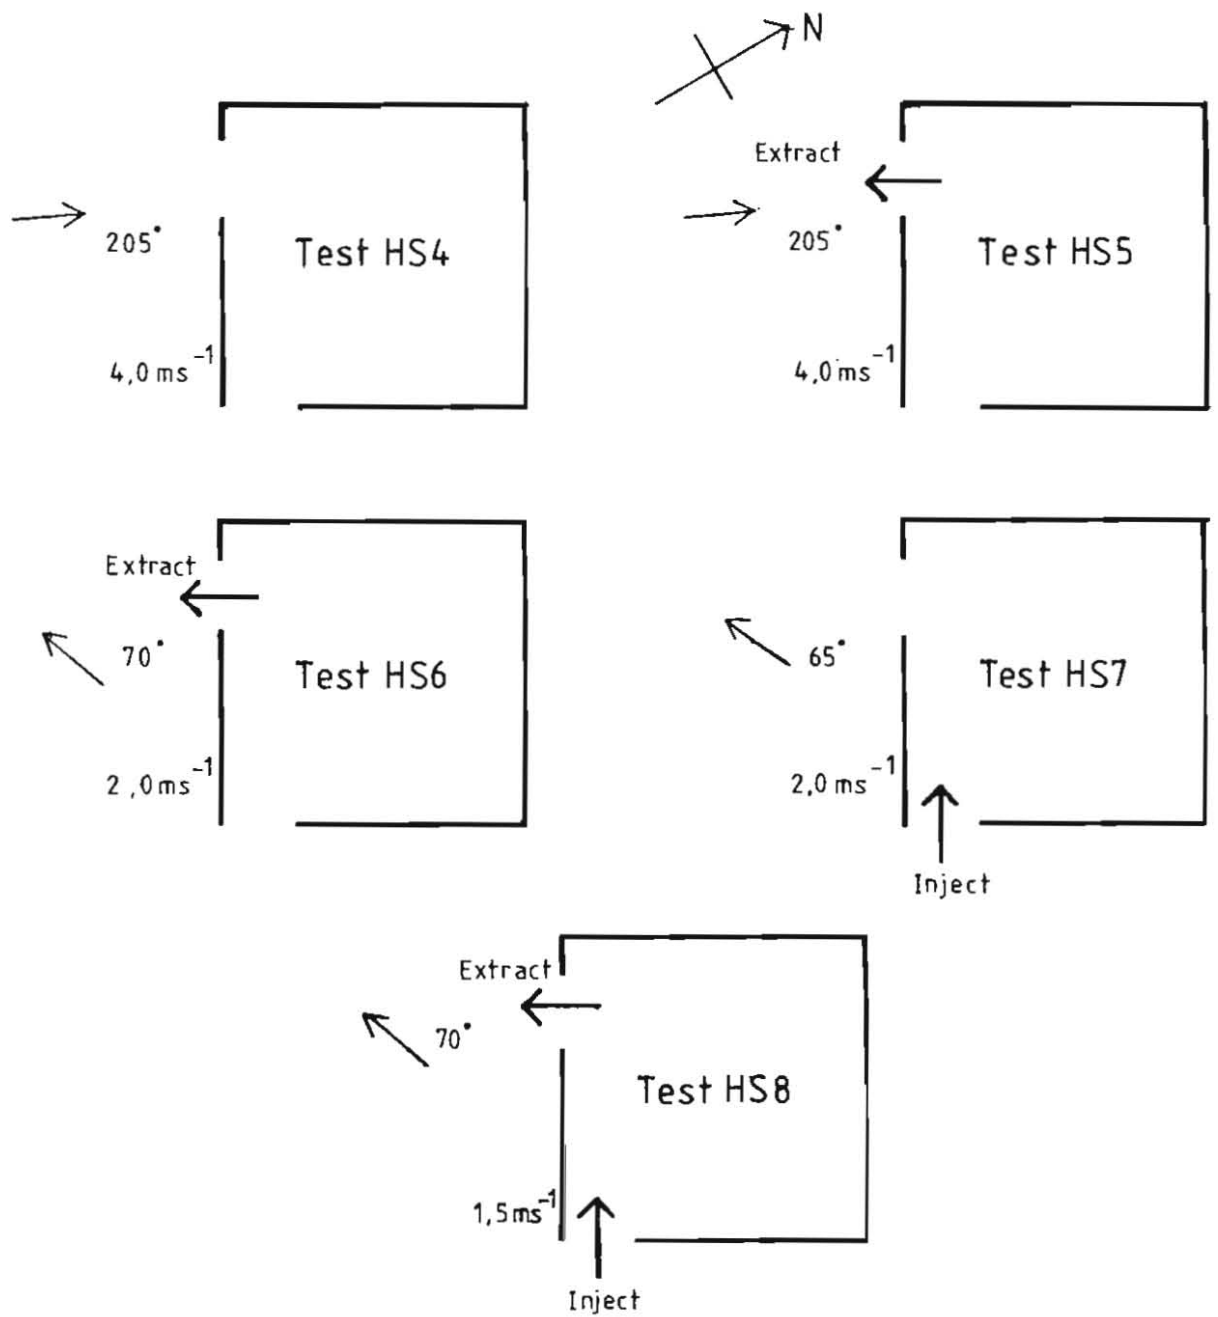 N
205°
Test HS4
4,0 ms⁻¹
Extract
205°
Test HS5
4,0 ms⁻¹
Extract
70°
Test HS6
2,0 ms⁻¹
65°
Test HS7
2,0 ms⁻¹
Inject
Extract
70°
Test HS8
1,5 ms⁻¹
Inject